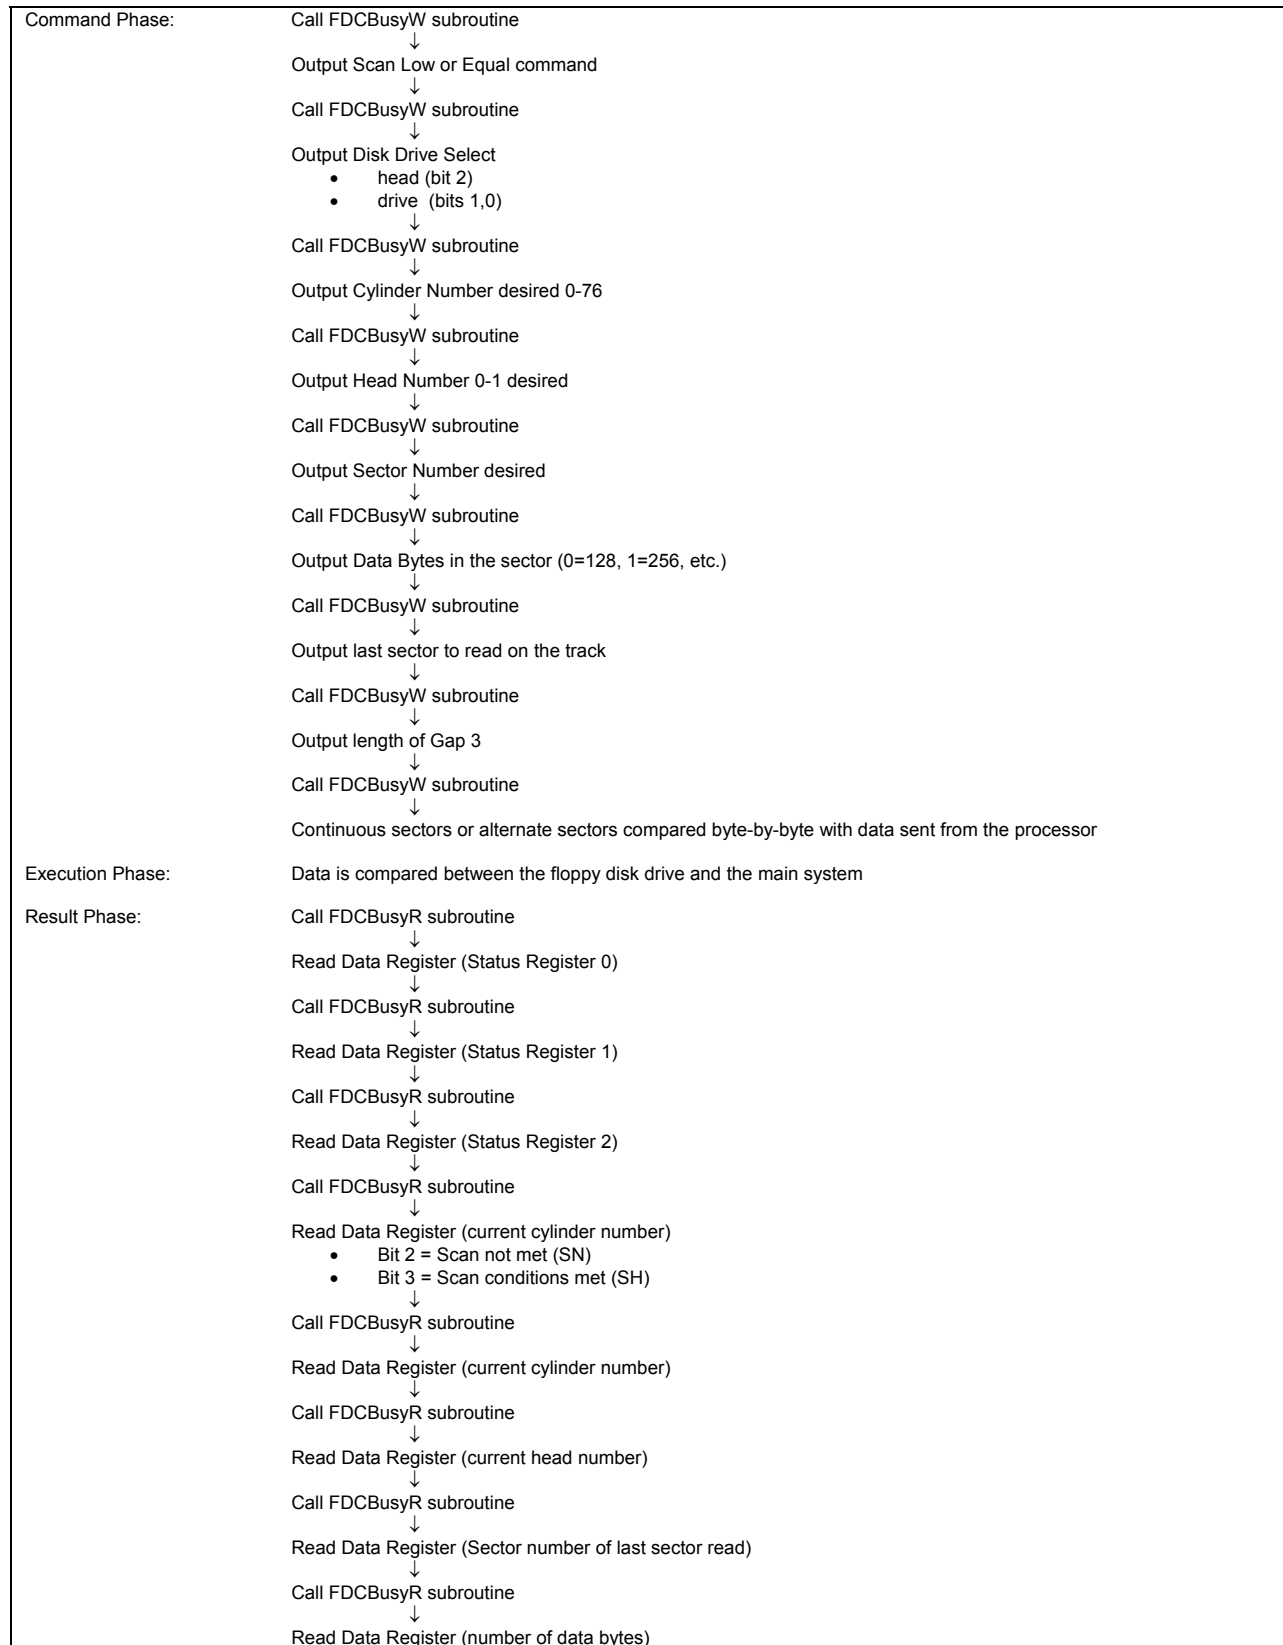 Command Phase: Call FDCBusyW subroutine
↓
Output Scan Low or Equal command
↓
Call FDCBusyW subroutine
↓
Output Disk Drive Select
• head (bit 2)
• drive (bits 1,0)
↓
Call FDCBusyW subroutine
↓
Output Cylinder Number desired 0-76
↓
Call FDCBusyW subroutine
↓
Output Head Number 0-1 desired
↓
Call FDCBusyW subroutine
↓
Output Sector Number desired
↓
Call FDCBusyW subroutine
↓
Output Data Bytes in the sector (0=128, 1=256, etc.)
↓
Call FDCBusyW subroutine
↓
Output last sector to read on the track
↓
Call FDCBusyW subroutine
↓
Output length of Gap 3
↓
Call FDCBusyW subroutine
↓
Continuous sectors or alternate sectors compared byte-by-byte with data sent from the processor
Execution Phase: Data is compared between the floppy disk drive and the main system
Result Phase: Call FDCBusyR subroutine
↓
Read Data Register (Status Register 0)
↓
Call FDCBusyR subroutine
↓
Read Data Register (Status Register 1)
↓
Call FDCBusyR subroutine
↓
Read Data Register (Status Register 2)
↓
Call FDCBusyR subroutine
↓
Read Data Register (current cylinder number)
• Bit 2 = Scan not met (SN)
• Bit 3 = Scan conditions met (SH)
↓
Call FDCBusyR subroutine
↓
Read Data Register (current cylinder number)
↓
Call FDCBusyR subroutine
↓
Read Data Register (current head number)
↓
Call FDCBusyR subroutine
↓
Read Data Register (Sector number of last sector read)
↓
Call FDCBusyR subroutine
↓
Read Data Register (number of data bytes)